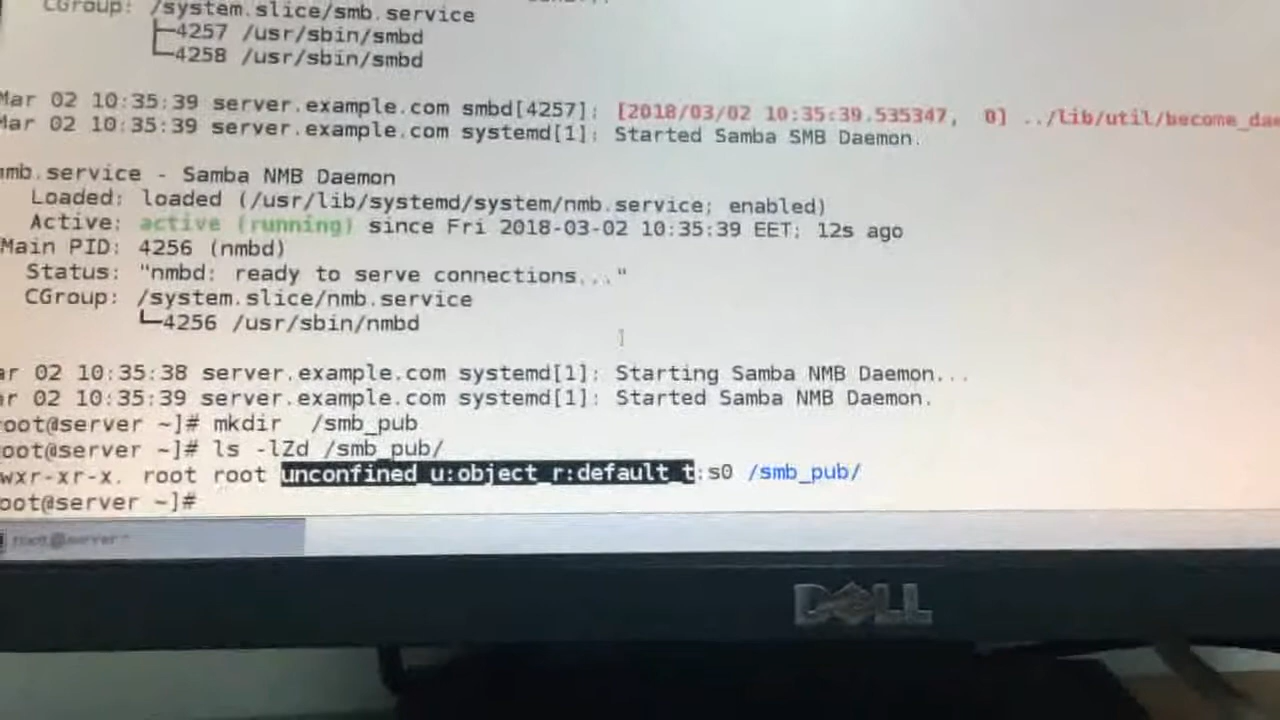 CGroup: /system.slice/smb.service
├─4257 /usr/sbin/smbd
└─4258 /usr/sbin/smbd
Mar 02 10:35:39 server.example.com smbd[4257]: [2018/03/02 10:35:39.535347, 0] ../lib/util/become_dae
Mar 02 10:35:39 server.example.com systemd[1]: Started Samba SMB Daemon.
mb.service - Samba NMB Daemon
Loaded: loaded (/usr/lib/systemd/system/nmb.service; enabled)
Active: active (running) since Fri 2018-03-02 10:35:39 EET; 12s ago
Main PID: 4256 (nmbd)
Status: "nmbd: ready to serve connections..."
CGroup: /system.slice/nmb.service
└─4256 /usr/sbin/nmbd
ar 02 10:35:38 server.example.com systemd[1]: Starting Samba NMB Daemon...
ar 02 10:35:39 server.example.com systemd[1]: Started Samba NMB Daemon.
oot@server ~]# mkdir  /smb_pub
oot@server ~]# ls -lZd /smb_pub/
wxr-xr-x. root root unconfined_u:object_r:default_t:s0 /smb_pub/
oot@server ~]#
root@server:~
DELL